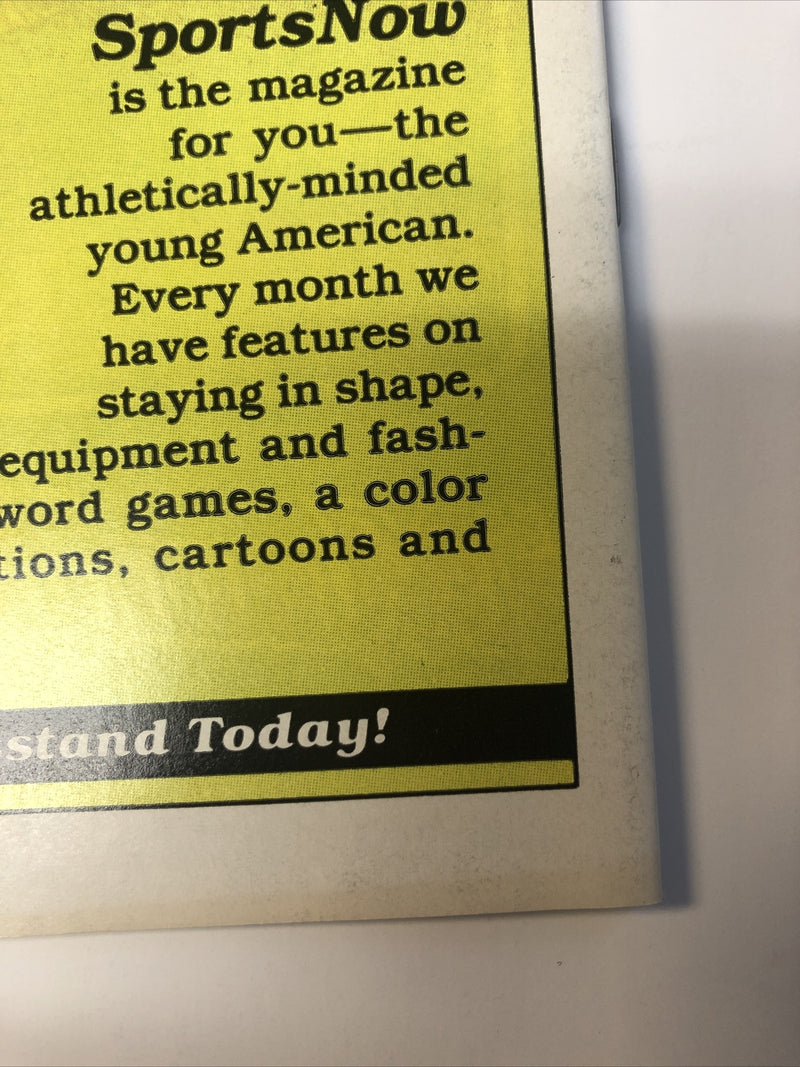 SportsNow
is the magazine
for you—the
athletically-minded
young American.
Every month we
have features on
staying in shape,
equipment and fash-
word games, a color
tions, cartoons and
stand Today!